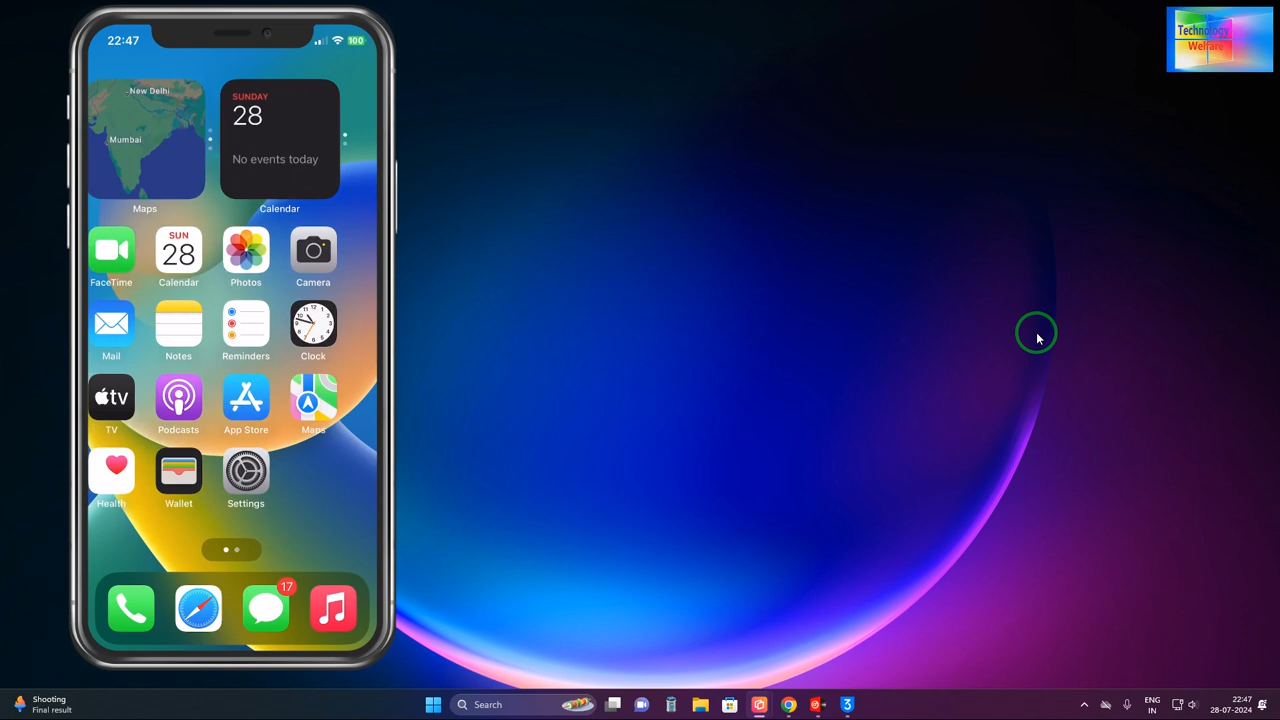 22:47
100
New Delhi
Mumbai
Maps
SUNDAY
28
No events today
Calendar
FaceTime
SUN
28
Calendar
Photos
Camera
Mail
Notes
Reminders
Clock
tv
TV
Podcasts
App Store
Maps
Health
Wallet
Settings
17
Technology
Welfare
Shooting
Final result
Search
3
ENG
IN
22:47
28-07-2024